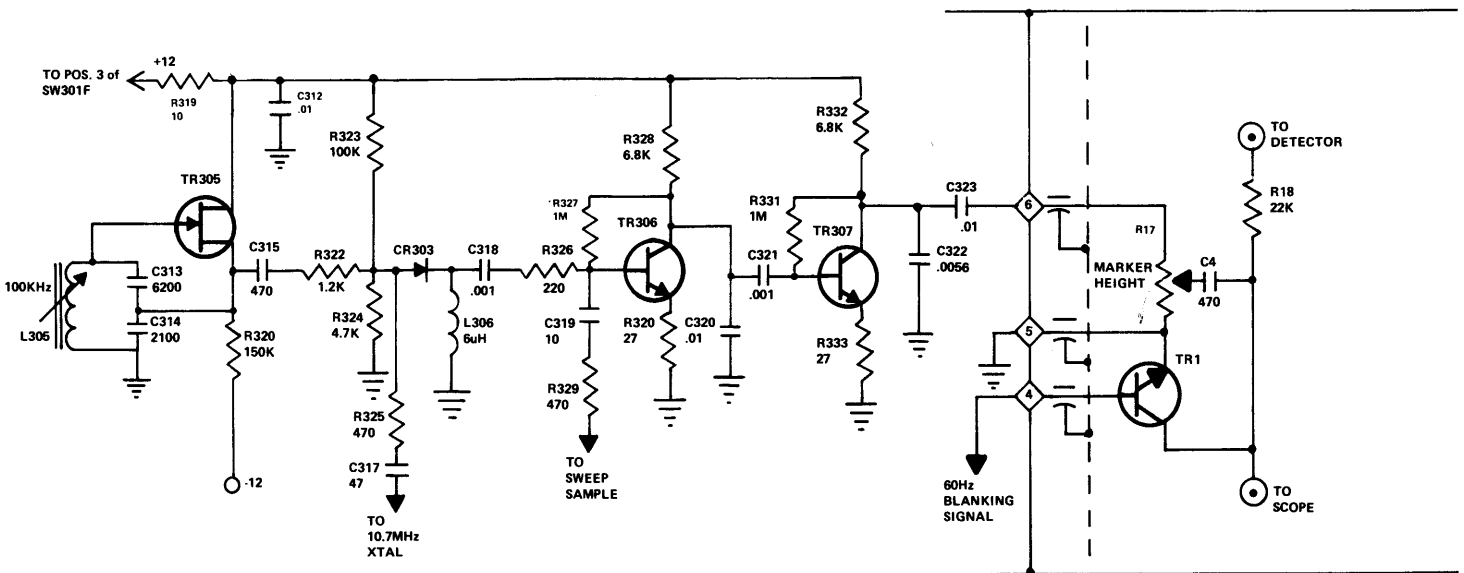 TO POS. 3 of
SW301F
+12
R319
10
C312
.01
R323
100K
R328
6.8K
R332
6.8K
TO
DETECTOR
R18
22K
TR305
R327
1M
TR306
R331
1M
TR307
C323
.01
6
R17
MARKER
HEIGHT
C4
470
100KHz
L305
C313
6200
C314
2100
C315
470
R322
1.2K
CR303
C318
.001
R326
220
C321
.001
C322
.0056
R320
150K
R324
4.7K
L306
6uH
C319
10
R320
27
C320
.01
R333
27
5
TR1
4
R325
470
R329
470
C317
47
-12
TO
SWEEP
SAMPLE
TO
10.7MHz
XTAL
60Hz
BLANKING
SIGNAL
TO
SCOPE